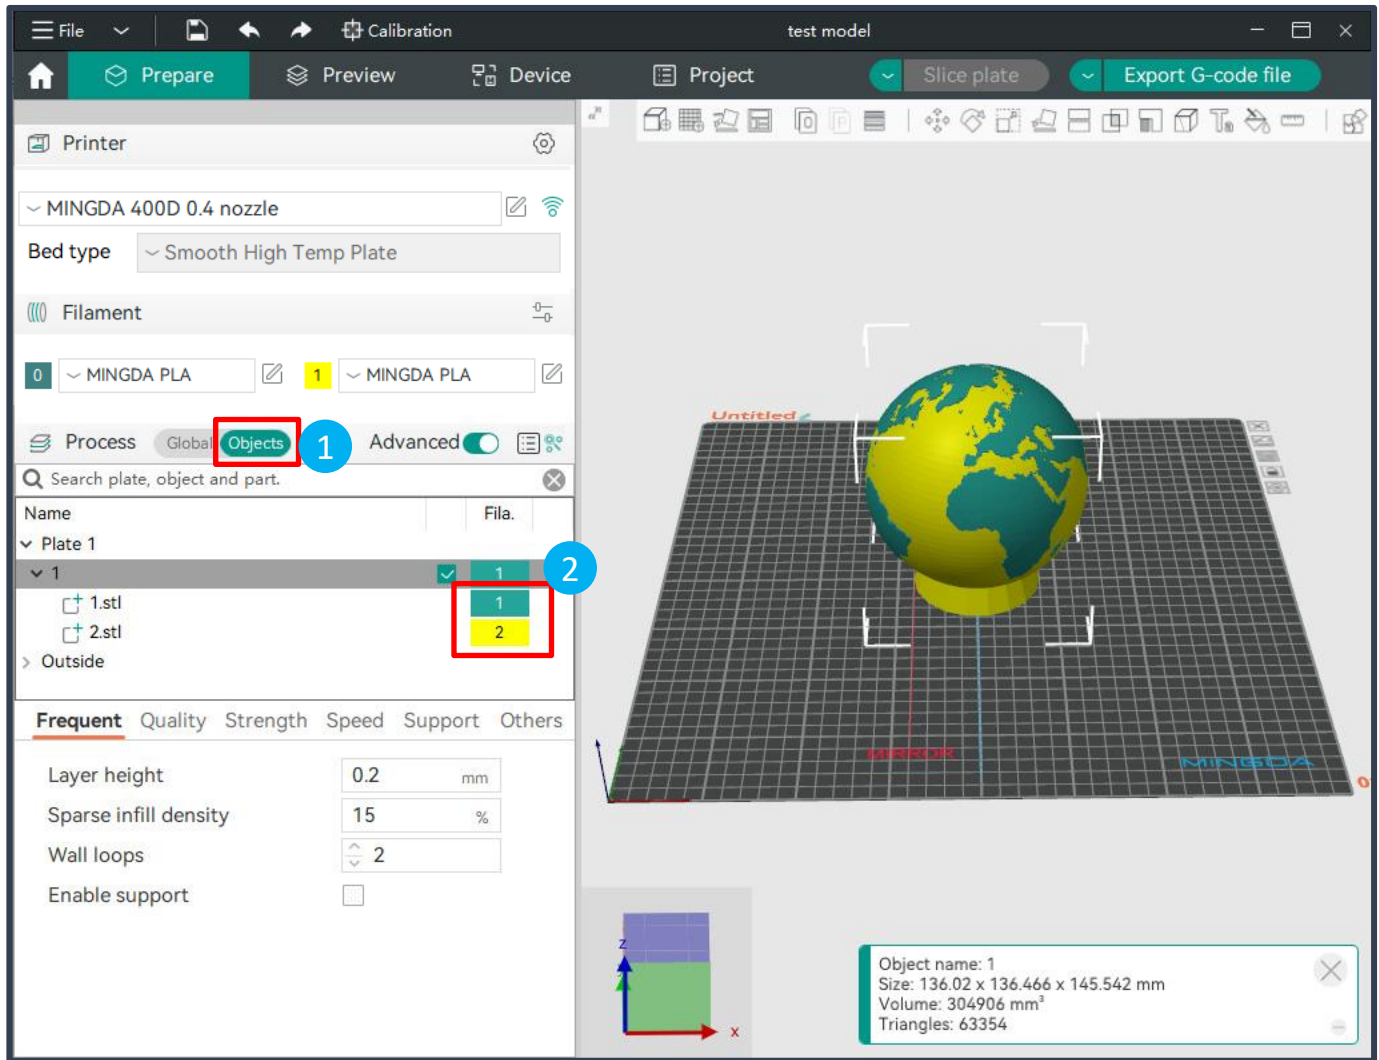 File
Calibration
test model
Prepare
Preview
Device
Project
Slice plate
Export G-code file
Printer
MINGDA 400D 0.4 nozzle
Bed type
Smooth High Temp Plate
Filament
0
MINGDA PLA
1
MINGDA PLA
Process
Global
Objects
1
Advanced
Search plate, object and part.
Name
Fila.
Plate 1
1
1
2
1.stl
1
2.stl
2
Outside
Frequent
Quality
Strength
Speed
Support
Others
Layer height
0.2
mm
Sparse infill density
15
%
Wall loops
2
Enable support
Untitled
MIRROR
MINGDA
z
x
Object name: 1
Size: 136.02 x 136.466 x 145.542 mm
Volume: 304906 mm³
Triangles: 63354